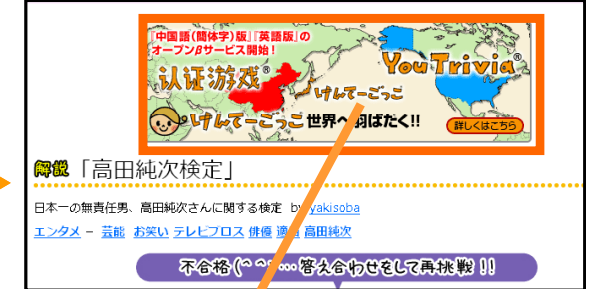 『中国語(簡体字)版』『英語版』の
オープンβサービス開始！
认证游戏®
YouTrivia®
けんてーごっこ
けんてーごっこ世界へ羽ばたく!!
詳しくはこちら
解説「高田純次検定」
日本一の無責任男、高田純次さんに関する検定 by yakisoba
エンタメ － 芸能 お笑い テレビブロス 俳優 適当 高田純次
不合格(^^)…答え合わせをして再挑戦!!